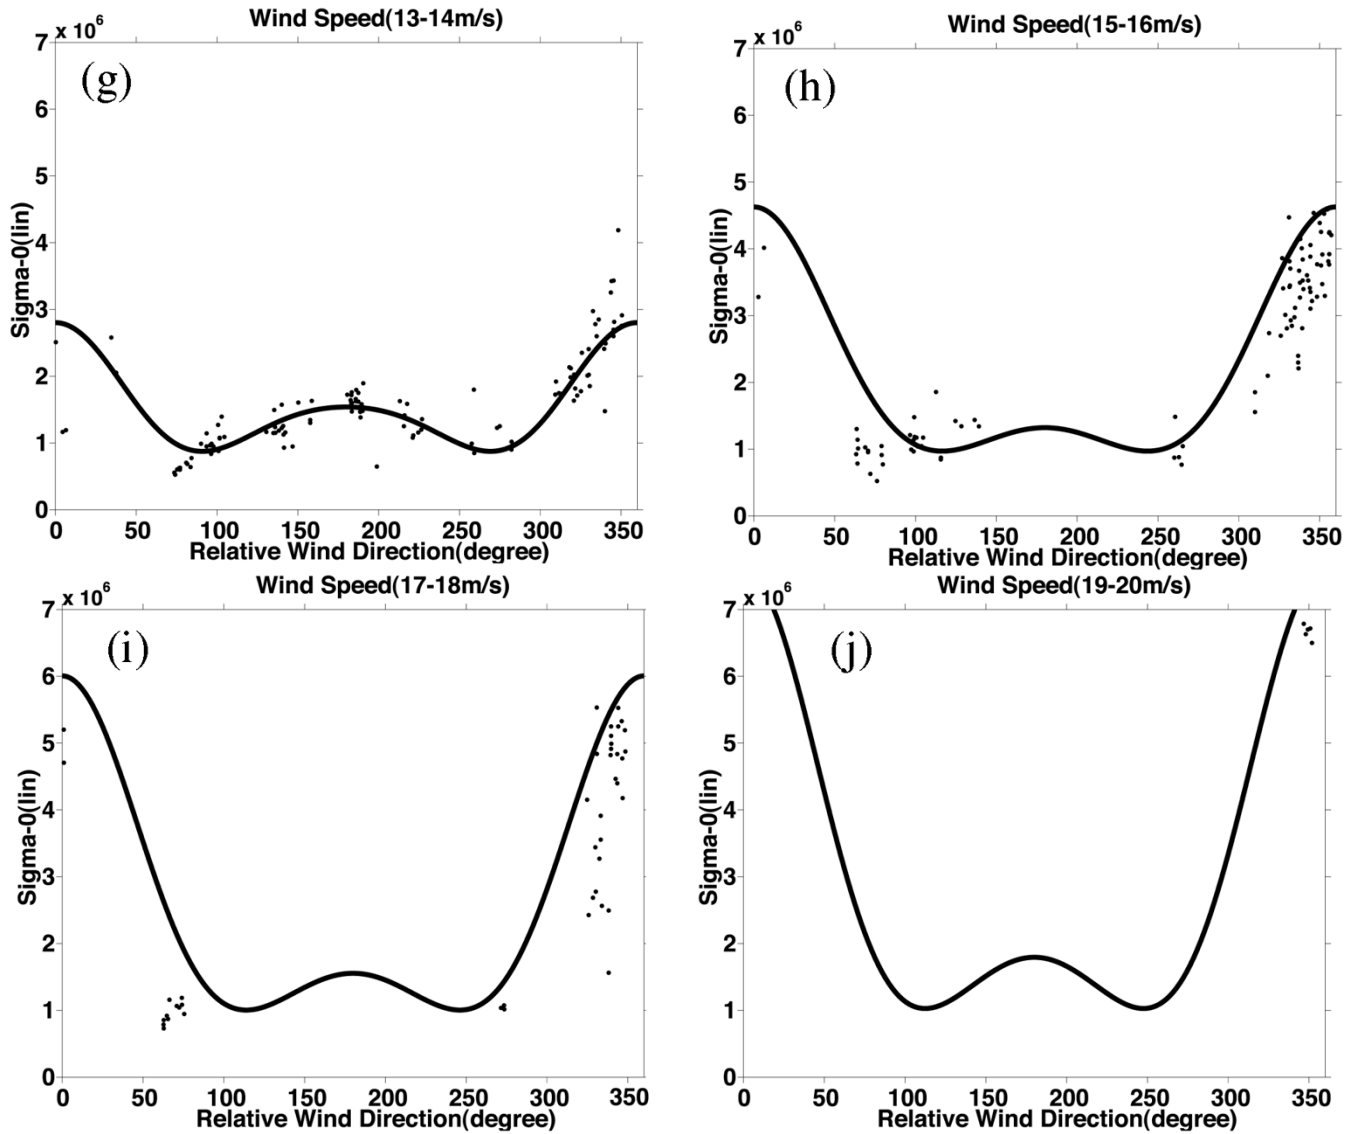 Wind Speed(13-14m/s)
x 10^6
(g)
7
6
5
4
3
2
1
0
Sigma-0(lin)
0 50 100 150 200 250 300 350
Relative Wind Direction(degree)
Wind Speed(15-16m/s)
x 10^6
(h)
7
6
5
4
3
2
1
0
Sigma-0(lin)
0 50 100 150 200 250 300 350
Relative Wind Direction(degree)
Wind Speed(17-18m/s)
x 10^6
(i)
7
6
5
4
3
2
1
0
Sigma-0(lin)
0 50 100 150 200 250 300 350
Relative Wind Direction(degree)
Wind Speed(19-20m/s)
x 10^6
(j)
7
6
5
4
3
2
1
0
Sigma-0(lin)
0 50 100 150 200 250 300 350
Relative Wind Direction(degree)